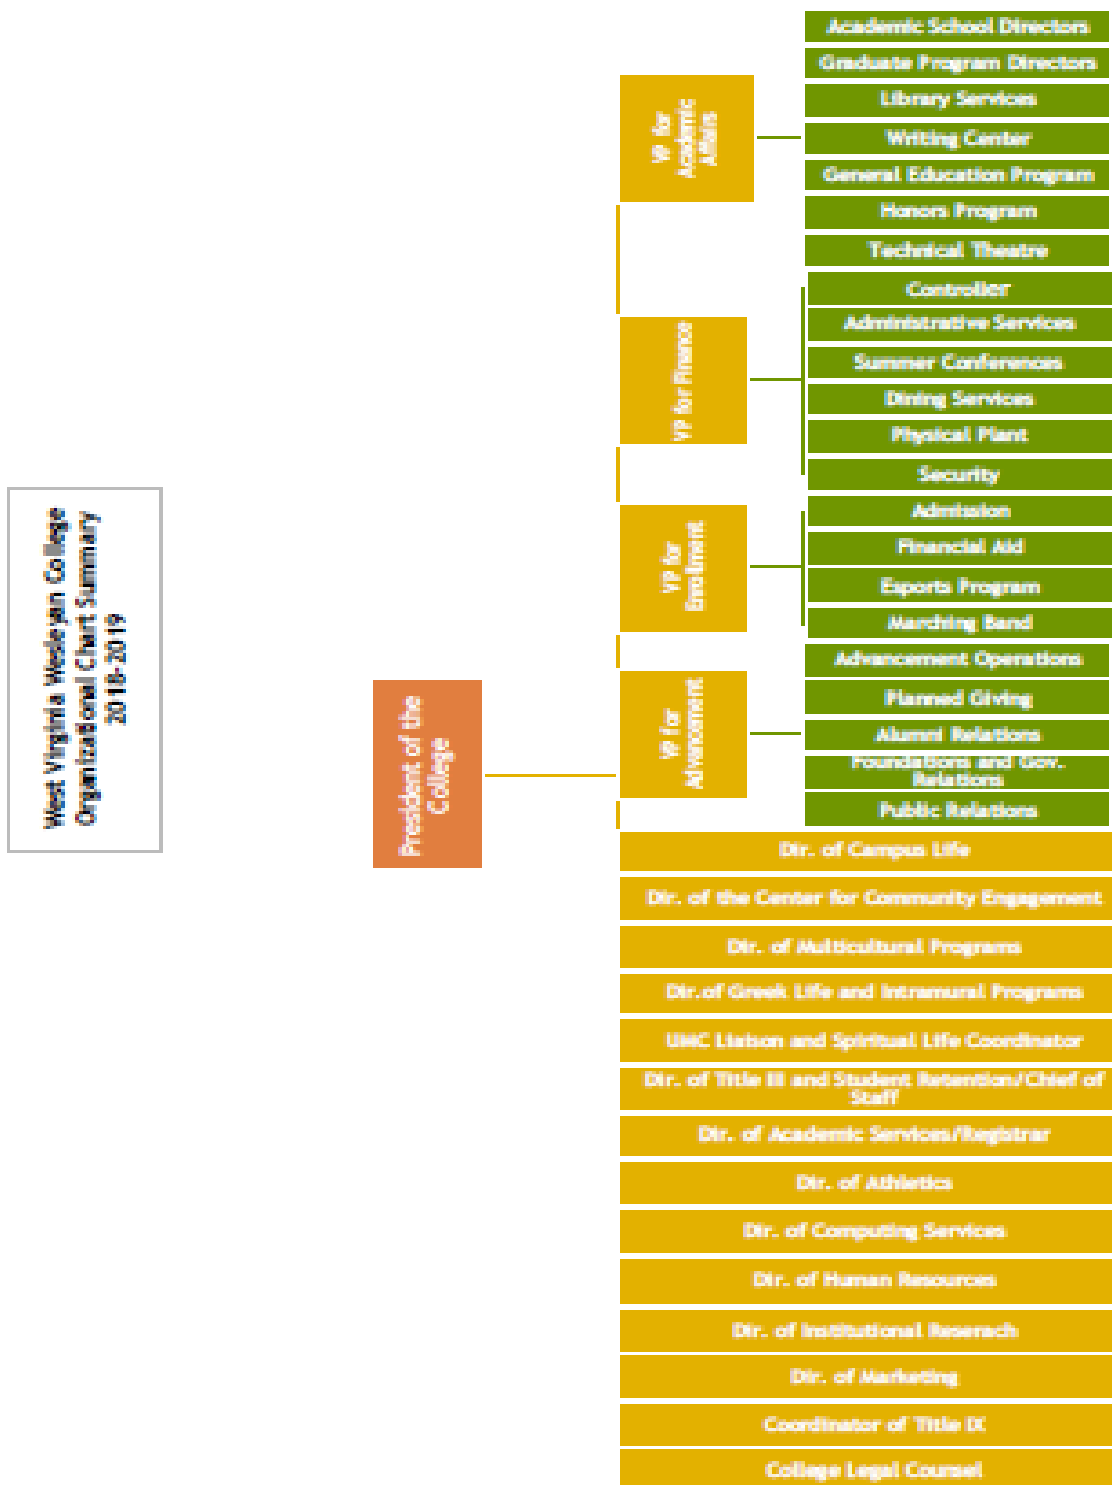 West Virginia Wesleyan College
Organizational Chart Summary
2018-2019
President of the
College
VP for
Academic
Affairs
Academic School Directors
Graduate Program Directors
Library Services
Writing Center
General Education Program
Honors Program
Technical Theatre
VP for Finance
Controller
Administrative Services
Summer Conferences
Dining Services
Physical Plant
Security
VP for
Enrollment
Admission
Financial Aid
Esports Program
Marching Band
VP for
Advancement
Advancement Operations
Planned Giving
Alumni Relations
Foundations and Gov.
Relations
Public Relations
Dir. of Campus Life
Dir. of the Center for Community Engagement
Dir. of Multicultural Programs
Dir.of Greek Life and Intramural Programs
UMC Liaison and Spiritual Life Coordinator
Dir. of Title III and Student Retention/Chief of
Staff
Dir. of Academic Services/Registrar
Dir. of Athletics
Dir. of Computing Services
Dir. of Human Resources
Dir. of Institutional Reserach
Dir. of Marketing
Coordinator of Title IX
College Legal Counsel